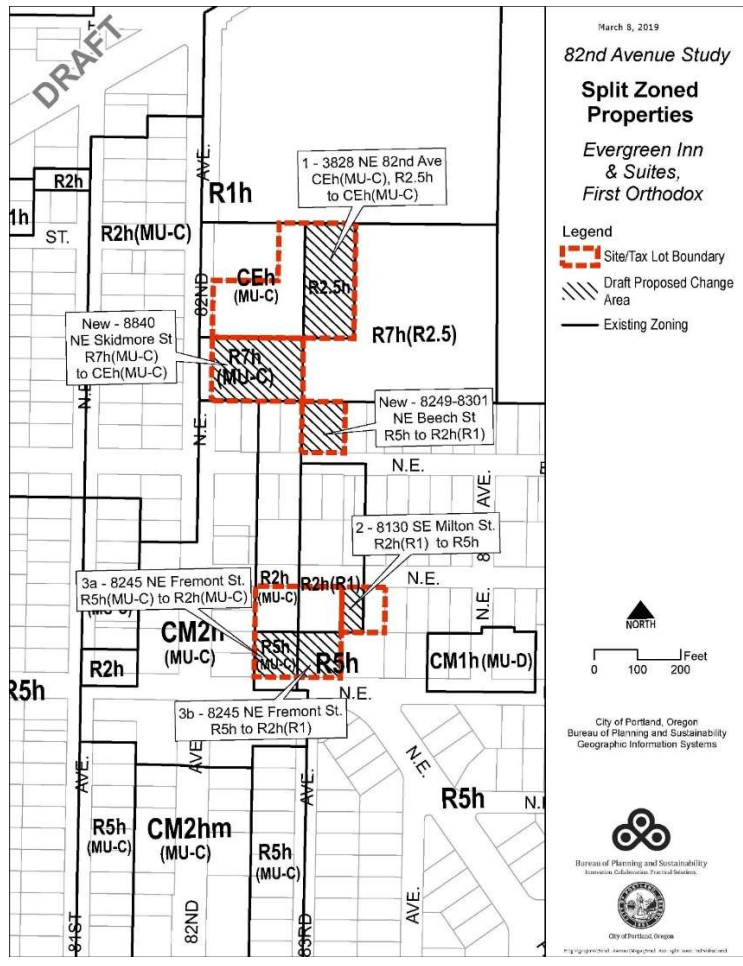 DRAFT
March 8, 2019
82nd Avenue Study
Split Zoned
Properties
Evergreen Inn
& Suites,
First Orthodox
Legend
Site/Tax Lot Boundary
Draft Proposed Change
Area
Existing Zoning
NORTH
0 100 200
Feet
City of Portland, Oregon
Bureau of Planning and Sustainability
Geographic Information Systems
Bureau of Planning and Sustainability
Innovation. Collaboration. Practical Solutions.
City of Portland, Oregon
1 - 3828 NE 82nd Ave
CEh(MU-C), R2.5h
to CEh(MU-C)
R2h
R1h
AVE.
1h
R2h(MU-C)
ST.
CEh
(MU-C)
R2.5h
82ND
New - 8840
NE Skidmore St
R7h(MU-C)
to CEh(MU-C)
R7h
(MU-C)
R7h(R2.5)
New - 8249-8301
NE Beech St
R5h to R2h(R1)
N.E.
N.E.
N.E.
AVE.
2 - 8130 SE Milton St.
R2h(R1) to R5h
3a - 8245 NE Fremont St.
R5h(MU-C) to R2h(MU-C)
R2h
(MU-C)
R2h(R1)
N.E.
N.E.
CM2h
(MU-C)
R5h
(MU-C)
R5h
CM1h (MU-D)
R2h
R5h
N.E.
3b - 8245 NE Fremont St.
R5h to R2h(R1)
N.E.
AVE.
AVE.
AVE.
R5h
R5h
(MU-C)
CM2hm
(MU-C)
R5h
(MU-C)
81ST
82ND
83RD
AVE.